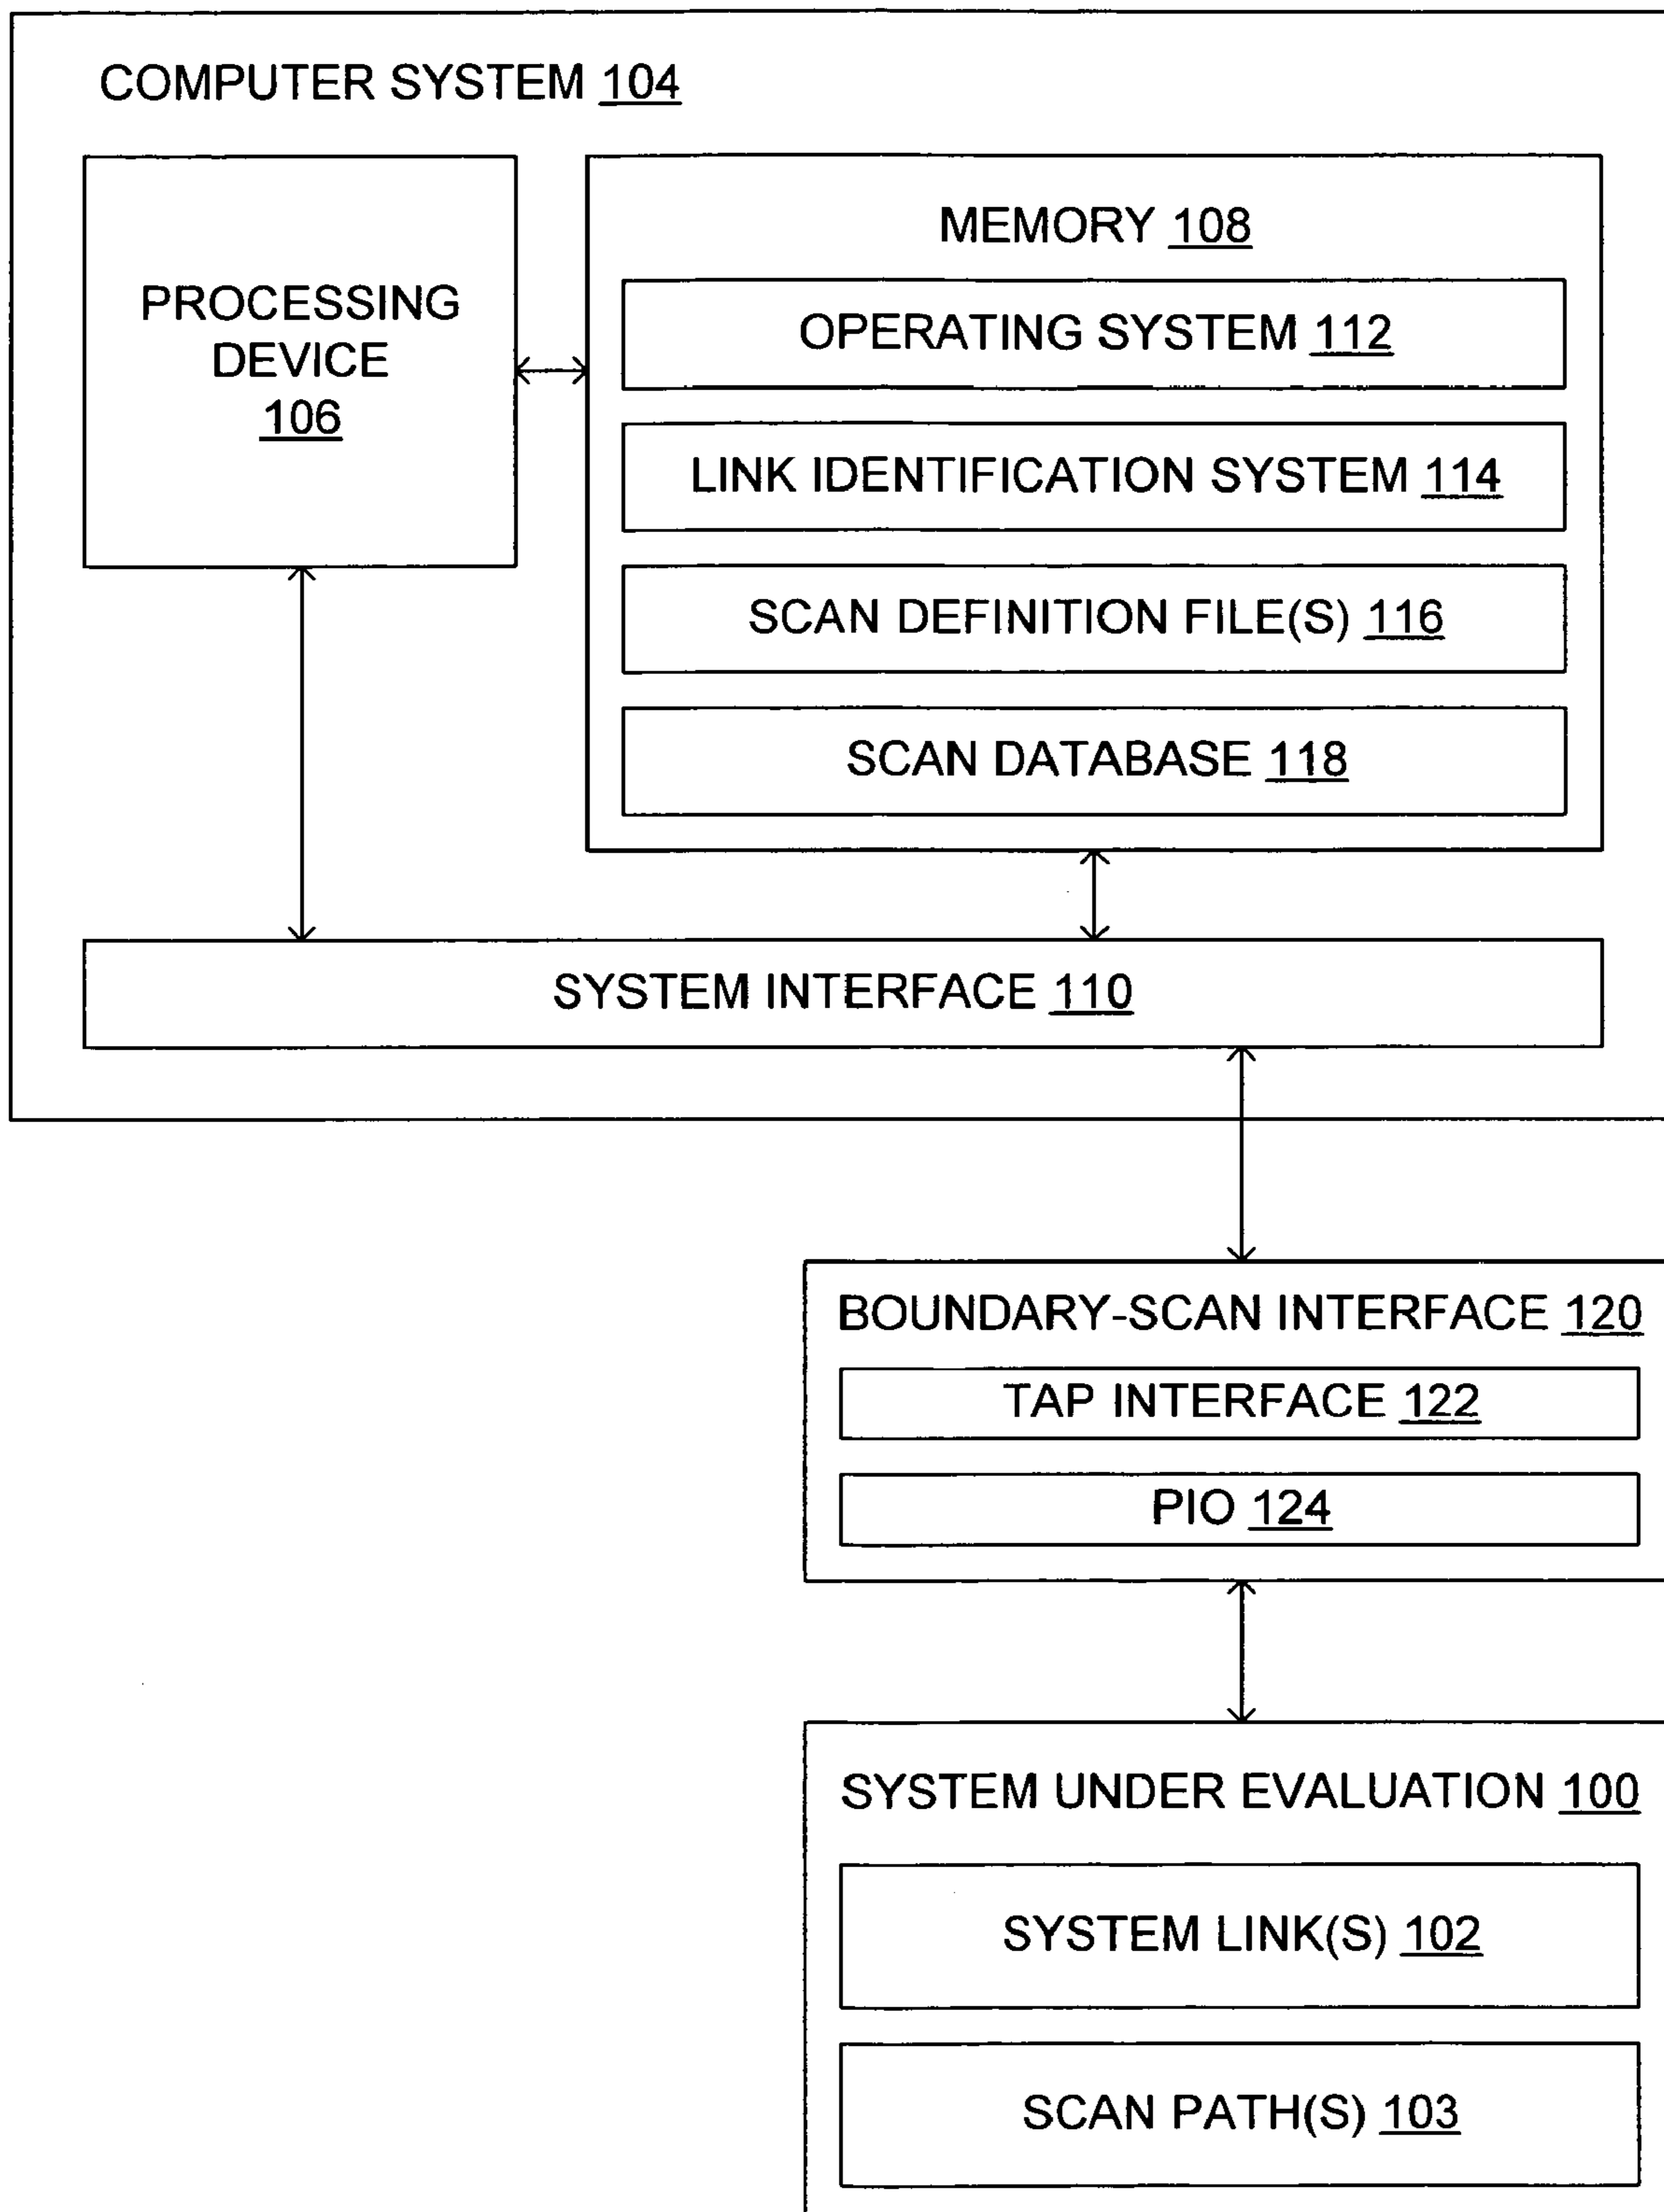 COMPUTER SYSTEM 104
PROCESSING
DEVICE
106
MEMORY 108
OPERATING SYSTEM 112
LINK IDENTIFICATION SYSTEM 114
SCAN DEFINITION FILE(S) 116
SCAN DATABASE 118
SYSTEM INTERFACE 110
BOUNDARY-SCAN INTERFACE 120
TAP INTERFACE 122
PIO 124
SYSTEM UNDER EVALUATION 100
SYSTEM LINK(S) 102
SCAN PATH(S) 103